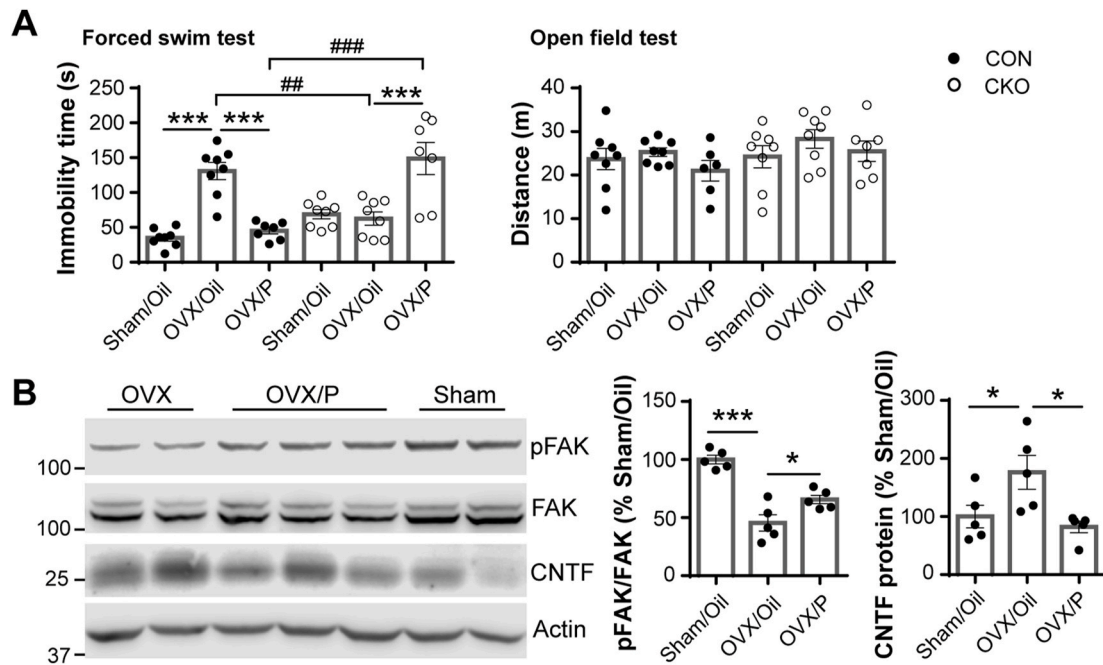 A
Forced swim test
###
##
***
***
***
Immobility time (s)
250
200
150
100
50
0
Sham/Oil
OVX/Oil
OVX/P
Sham/Oil
OVX/Oil
OVX/P
Open field test
Distance (m)
40
30
20
10
0
Sham/Oil
OVX/Oil
OVX/P
Sham/Oil
OVX/Oil
OVX/P
CON
CKO
B
OVX
OVX/P
Sham
pFAK
100
FAK
100
CNTF
25
Actin
37
pFAK/FAK (% Sham/Oil)
150
100
50
0
***
*
Sham/Oil
OVX/Oil
OVX/P
CNTF protein (% Sham/Oil)
300
200
100
0
*
*
Sham/Oil
OVX/Oil
OVX/P